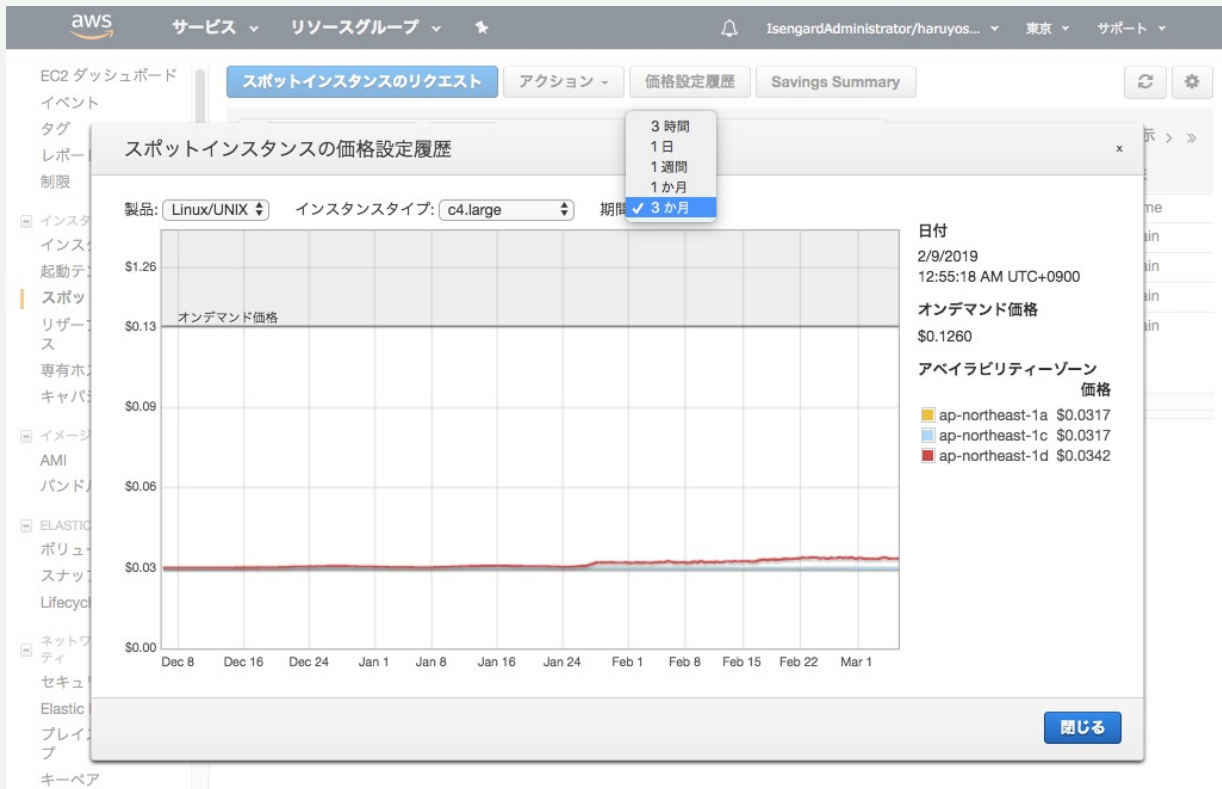 aws
サービス
リソースグループ
IsengardAdministrator/haruyos...
東京
サポート
EC2 ダッシュボード
イベント
タグ
レポー
制限
インスタ
インスタ
起動テ
スポッ
リザー
ス
専有ホ
キャパシ
イメージ
AMI
バンドル
ELASTIC
ボリュー
スナップ
Lifecycl
ネットワ
ティ
セキュ
Elastic
プレイ
プ
キーペア
スポットインスタンスのリクエスト
アクション
価格設定履歴
Savings Summary
示
me
ain
ain
ain
ain
スポットインスタンスの価格設定履歴
x
製品: Linux/UNIX
インスタンスタイプ: c4.large
期間
3 時間
1 日
1 週間
1 か月
✓ 3 か月
$1.26
オンデマンド価格
$0.13
$0.09
$0.06
$0.03
$0.00
Dec 8 Dec 16 Dec 24 Jan 1 Jan 8 Jan 16 Jan 24 Feb 1 Feb 8 Feb 15 Feb 22 Mar 1
日付
2/9/2019
12:55:18 AM UTC+0900
オンデマンド価格
$0.1260
アベイラビリティーゾーン
価格
ap-northeast-1a $0.0317
ap-northeast-1c $0.0317
ap-northeast-1d $0.0342
閉じる